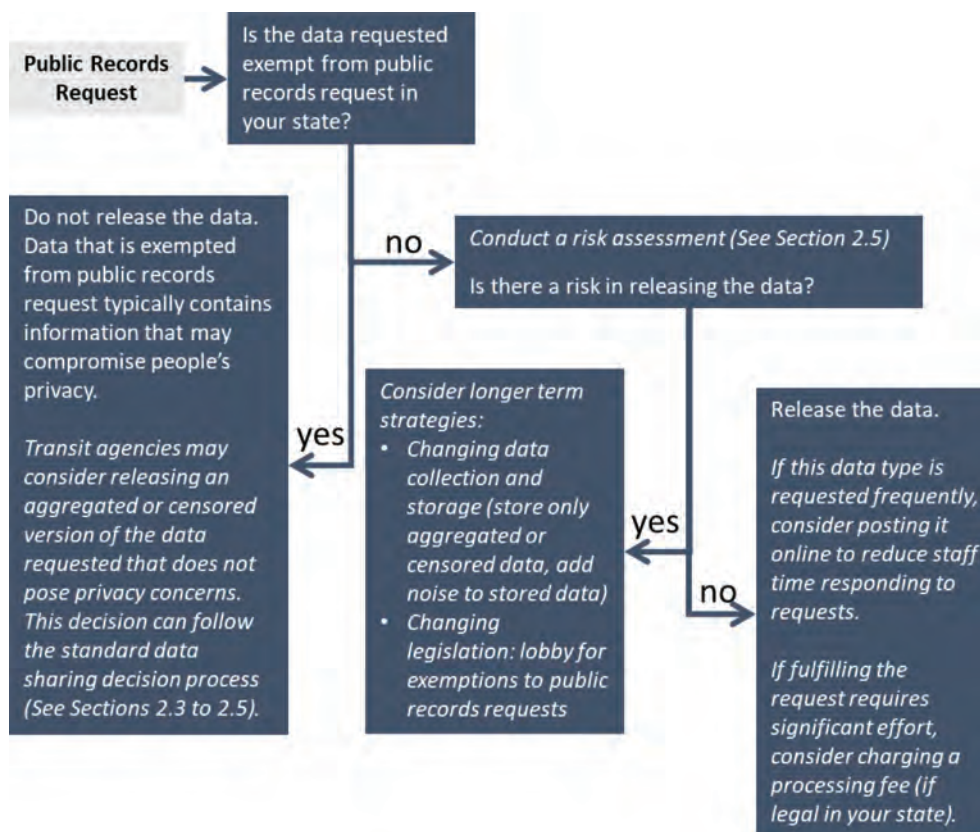 Public Records
Request
Is the data requested
exempt from public
records request in
your state?
Do not release the data.
Data that is exempted
from public records
request typically contains
information that may
compromise people's
privacy.
Transit agencies may
consider releasing an
aggregated or censored
version of the data
requested that does not
pose privacy concerns.
This decision can follow
the standard data
sharing decision process
(See Sections 2.3 to 2.5).
yes
no
Conduct a risk assessment (See Section 2.5)
Is there a risk in releasing the data?
Consider longer term
strategies:
• Changing data
collection and
storage (store only
aggregated or
censored data, add
noise to stored data)
• Changing
legislation: lobby for
exemptions to public
records requests
yes
no
Release the data.
If this data type is
requested frequently,
consider posting it
online to reduce staff
time responding to
requests.
If fulfilling the
request requires
significant effort,
consider charging a
processing fee (if
legal in your state).